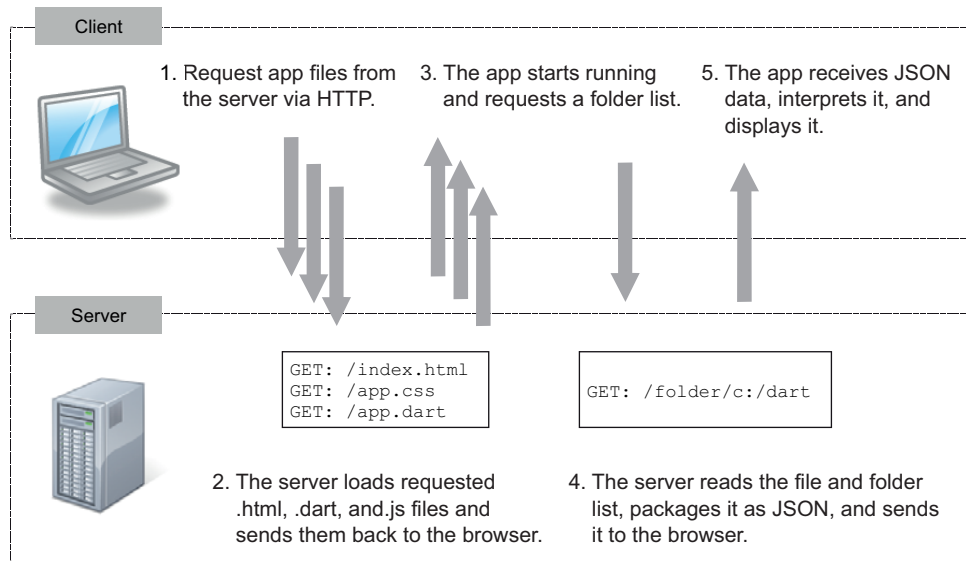 Client
1. Request app files from
the server via HTTP.
3. The app starts running
and requests a folder list.
5. The app receives JSON
data, interprets it, and
displays it.
Server
GET: /index.html
GET: /app.css
GET: /app.dart
GET: /folder/c:/dart
2. The server loads requested
.html, .dart, and.js files and
sends them back to the browser.
4. The server reads the file and folder
list, packages it as JSON, and sends
it to the browser.